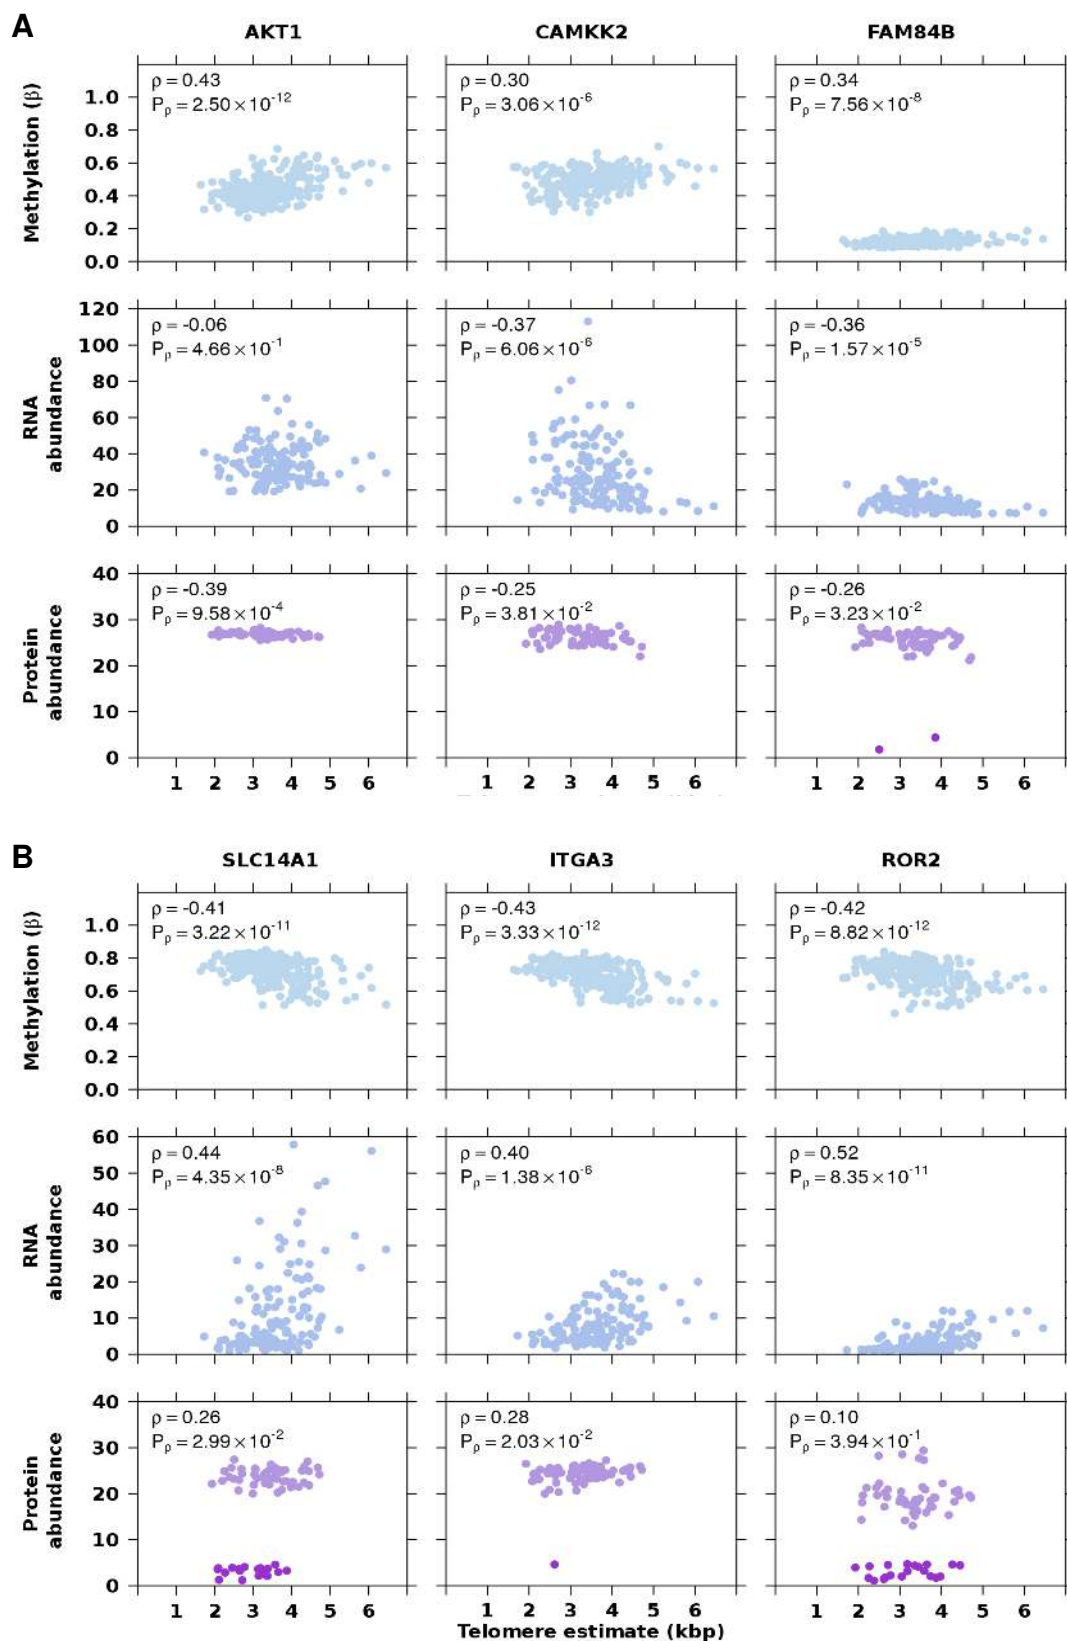 A
AKT1 CAMKK2 FAM84B
Methylation (β)
1.0
0.8
0.6
0.4
0.2
0.0
ρ = 0.43
Pρ = 2.50 × 10^-12
ρ = 0.30
Pρ = 3.06 × 10^-6
ρ = 0.34
Pρ = 7.56 × 10^-8
RNA
abundance
120
100
80
60
40
20
0
ρ = -0.06
Pρ = 4.66 × 10^-1
ρ = -0.37
Pρ = 6.06 × 10^-6
ρ = -0.36
Pρ = 1.57 × 10^-5
Protein
abundance
40
30
20
10
0
ρ = -0.39
Pρ = 9.58 × 10^-4
ρ = -0.25
Pρ = 3.81 × 10^-2
ρ = -0.26
Pρ = 3.23 × 10^-2
1 2 3 4 5 6 1 2 3 4 5 6 1 2 3 4 5 6
B
SLC14A1 ITGA3 ROR2
Methylation (β)
1.0
0.8
0.6
0.4
0.2
0.0
ρ = -0.41
Pρ = 3.22 × 10^-11
ρ = -0.43
Pρ = 3.33 × 10^-12
ρ = -0.42
Pρ = 8.82 × 10^-12
RNA
abundance
60
50
40
30
20
10
0
ρ = 0.44
Pρ = 4.35 × 10^-8
ρ = 0.40
Pρ = 1.38 × 10^-6
ρ = 0.52
Pρ = 8.35 × 10^-11
Protein
abundance
40
30
20
10
0
ρ = 0.26
Pρ = 2.99 × 10^-2
ρ = 0.28
Pρ = 2.03 × 10^-2
ρ = 0.10
Pρ = 3.94 × 10^-1
1 2 3 4 5 6 1 2 3 4 5 6 1 2 3 4 5 6
Telomere estimate (kbp)